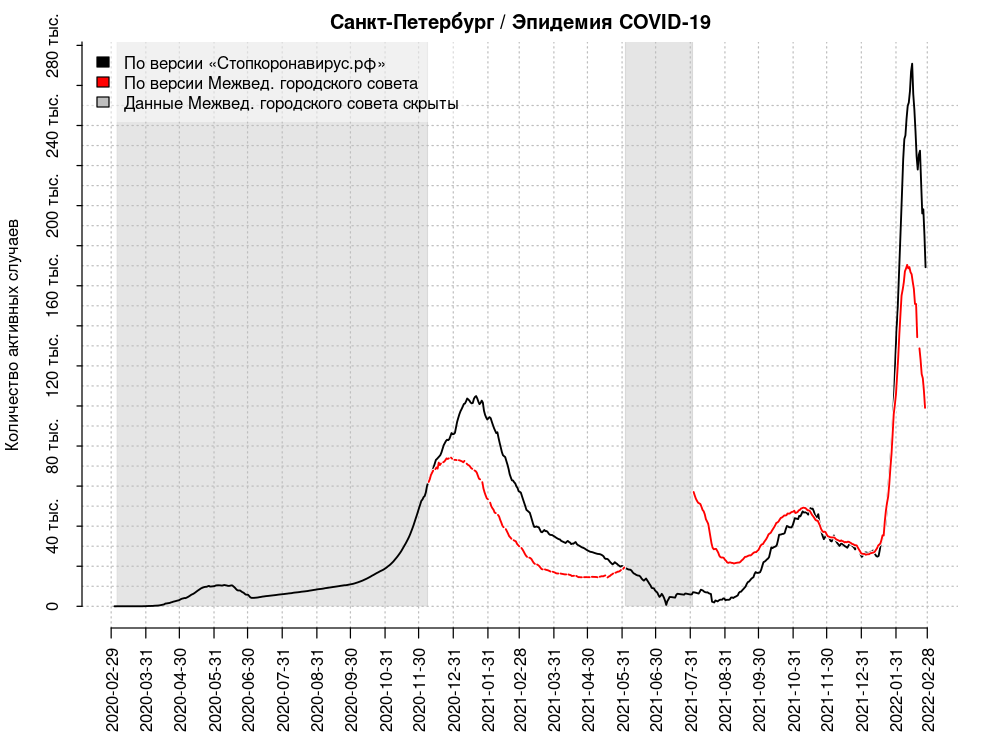 Санкт-Петербург / Эпидемия COVID-19
По версии «Стопкоронавирус.рф»
По версии Межвед. городского совета
Данные Межвед. городского совета скрыты
Количество активных случаев
280 тыс.
240 тыс.
200 тыс.
160 тыс.
120 тыс.
80 тыс.
40 тыс.
0
2020-02-29
2020-03-31
2020-04-30
2020-05-31
2020-06-30
2020-07-31
2020-08-31
2020-09-30
2020-10-31
2020-11-30
2020-12-31
2021-01-31
2021-02-28
2021-03-31
2021-04-30
2021-05-31
2021-06-30
2021-07-31
2021-08-31
2021-09-30
2021-10-31
2021-11-30
2021-12-31
2022-01-31
2022-02-28